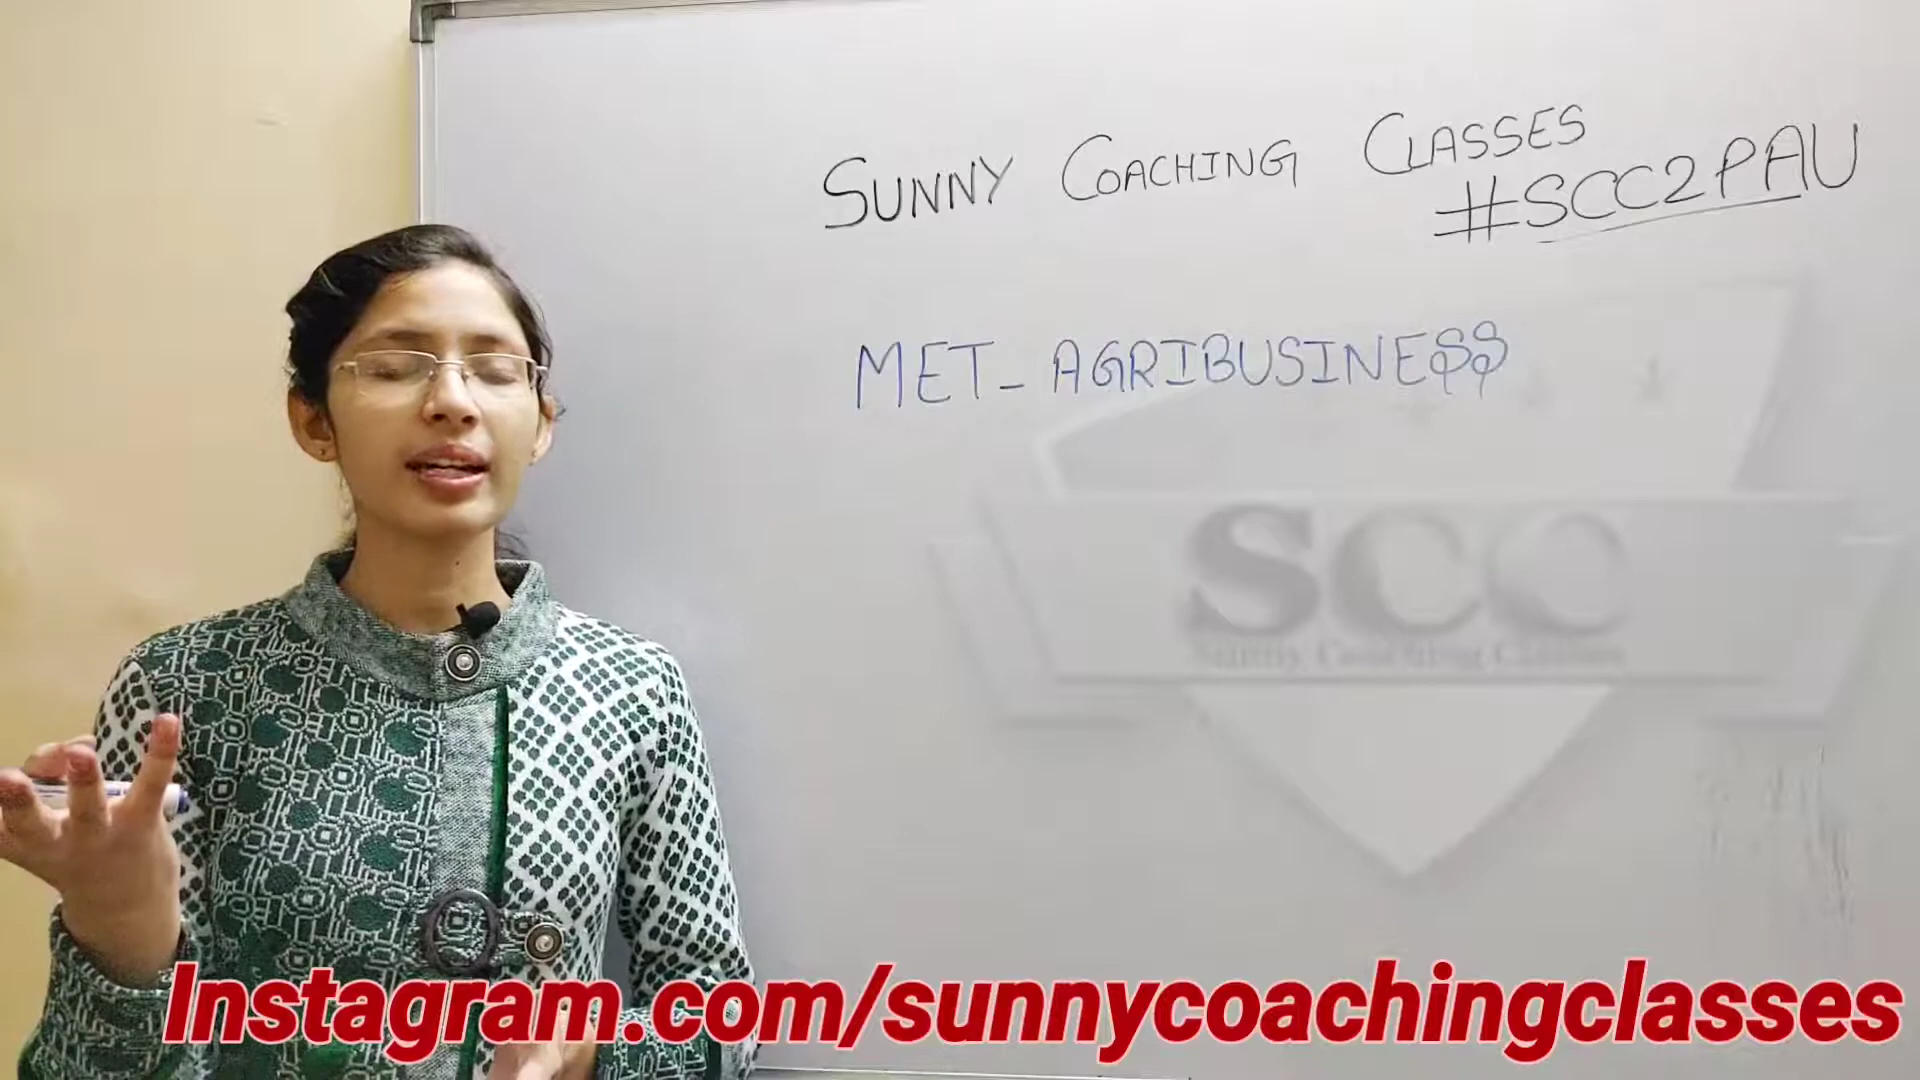 SUNNY COACHING CLASSES
#SCC2PAU
MET - AGRIBUSINESS
SCC
Sunny Coaching Classes
Instagram.com/sunnycoachingclasses